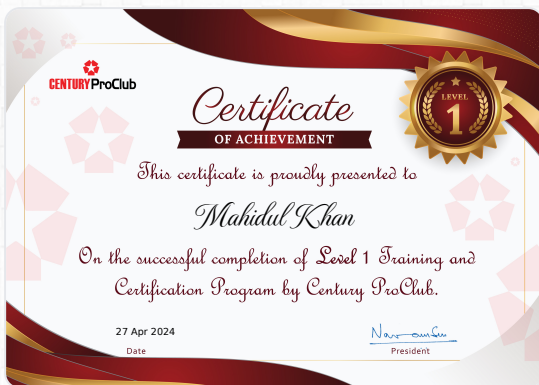 CENTURY ProClub
Certificate
OF ACHIEVEMENT
LEVEL
1
This certificate is proudly presented to
Mahidul Khan
On the successful completion of Level 1 Training and
Certification Program by Century ProClub.
27 Apr 2024
Date
President